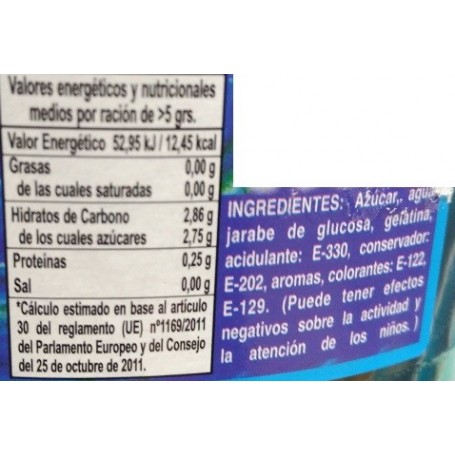 Valores energéticos y nutricionales
medios por ración de >5 grs.
Valor Energético 52,95 kJ / 12,45 kcal
Grasas 0,00 g
de las cuales saturadas 0,00 g
Hidratos de Carbono 2,86 g
de los cuales azúcares 2,75 g
Proteinas 0,25 g
Sal 0,00 g
*Cálculo estimado en base al artículo
30 del reglamento (UE) nº1169/2011
del Parlamento Europeo y del Consejo
del 25 de octubre de 2011.
INGREDIENTES: Azúcar, agua,
jarabe de glucosa, gelatina,
acidulante: E-330, conservador:
E-202, aromas, colorantes: E-122,
E-129. (Puede tener efectos
negativos sobre la actividad y
la atención de los niños.)